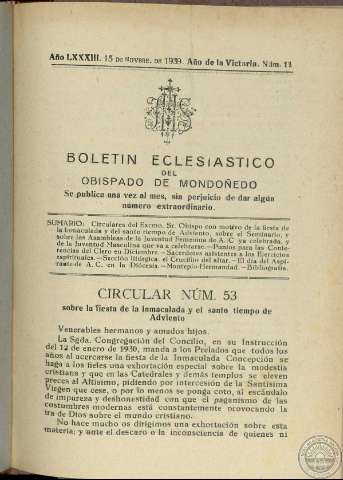 Año LXXXIII. 15 DE NOVBRE. DE 1939. Año de la Victoria. Núm. 11
BOLETIN ECLESIASTICO
DEL
OBISPADO DE MONDOÑEDO
Se publica una vez al mes, sin perjuicio de dar algún
número extraordinario.
SUMARIO: Circulares del Excmo. Sr. Obispo con motivo de la fiesta de
la Inmaculada y del santo tiempo de Adviento, sobre el Seminario, y
sobre las Asambleas de la Juventud Femenina de A. C. ya celebrada, y
de la Juventud Masculina que va a celebrarse.—Puntos para las Confe-
rencias del Clero en Diciembre.—Sacerdotes asistentes a los Ejercicios
espirituales.—Sección litúrgica. el Crucifijo del altar.—El día del Aspi-
rante de A. C. en la Diócesis.—Montepío-Hermandad.—Bibliografía.
CIRCULAR NÚM. 53
sobre la fiesta de la Inmaculada y el santo tiempo de
Adviento
Venerables hermanos y amados hijos.
La Sgda. Congregación del Concilio, en su Instrucción
del 12 de enero de 1930, manda a los Prelados que todos los
años al acercarse la fiesta de la Inmaculada Concepción se
haga a los fieles una exhortación especial sobre la modestia
cristiana y que en las Catedrales y demás templos se eleven
preces al Altísimo, pidiendo por intercesión de la Santísima
Virgen que cese, o por lo menos se ponga coto, al escándalo
de impureza y deshonestidad con que el paganismo de las
costumbres modernas está constantemente provocando la
ira de Dios sobre el mundo cristiano.
No hace mucho os dirigimos una exhortación sobre esta
materia; y ante el descaro o la inconsciencia de quienes ni